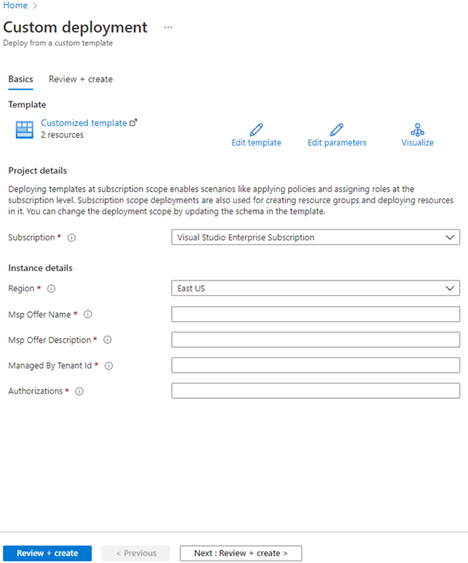 Home >
Custom deployment ...
Deploy from a custom template
Basics Review + create
Template
Customized template
2 resources
Edit template Edit parameters Visualize
Project details
Deploying templates at subscription scope enables scenarios like applying policies and assigning roles at the
subscription level. Subscription scope deployments are also used for creating resource groups and deploying resources
in it. You can change the deployment scope by updating the schema in the template.
Subscription * Visual Studio Enterprise Subscription
Instance details
Region * East US
Msp Offer Name *
Msp Offer Description *
Managed By Tenant Id *
Authorizations *
Review + create < Previous Next : Review + create >